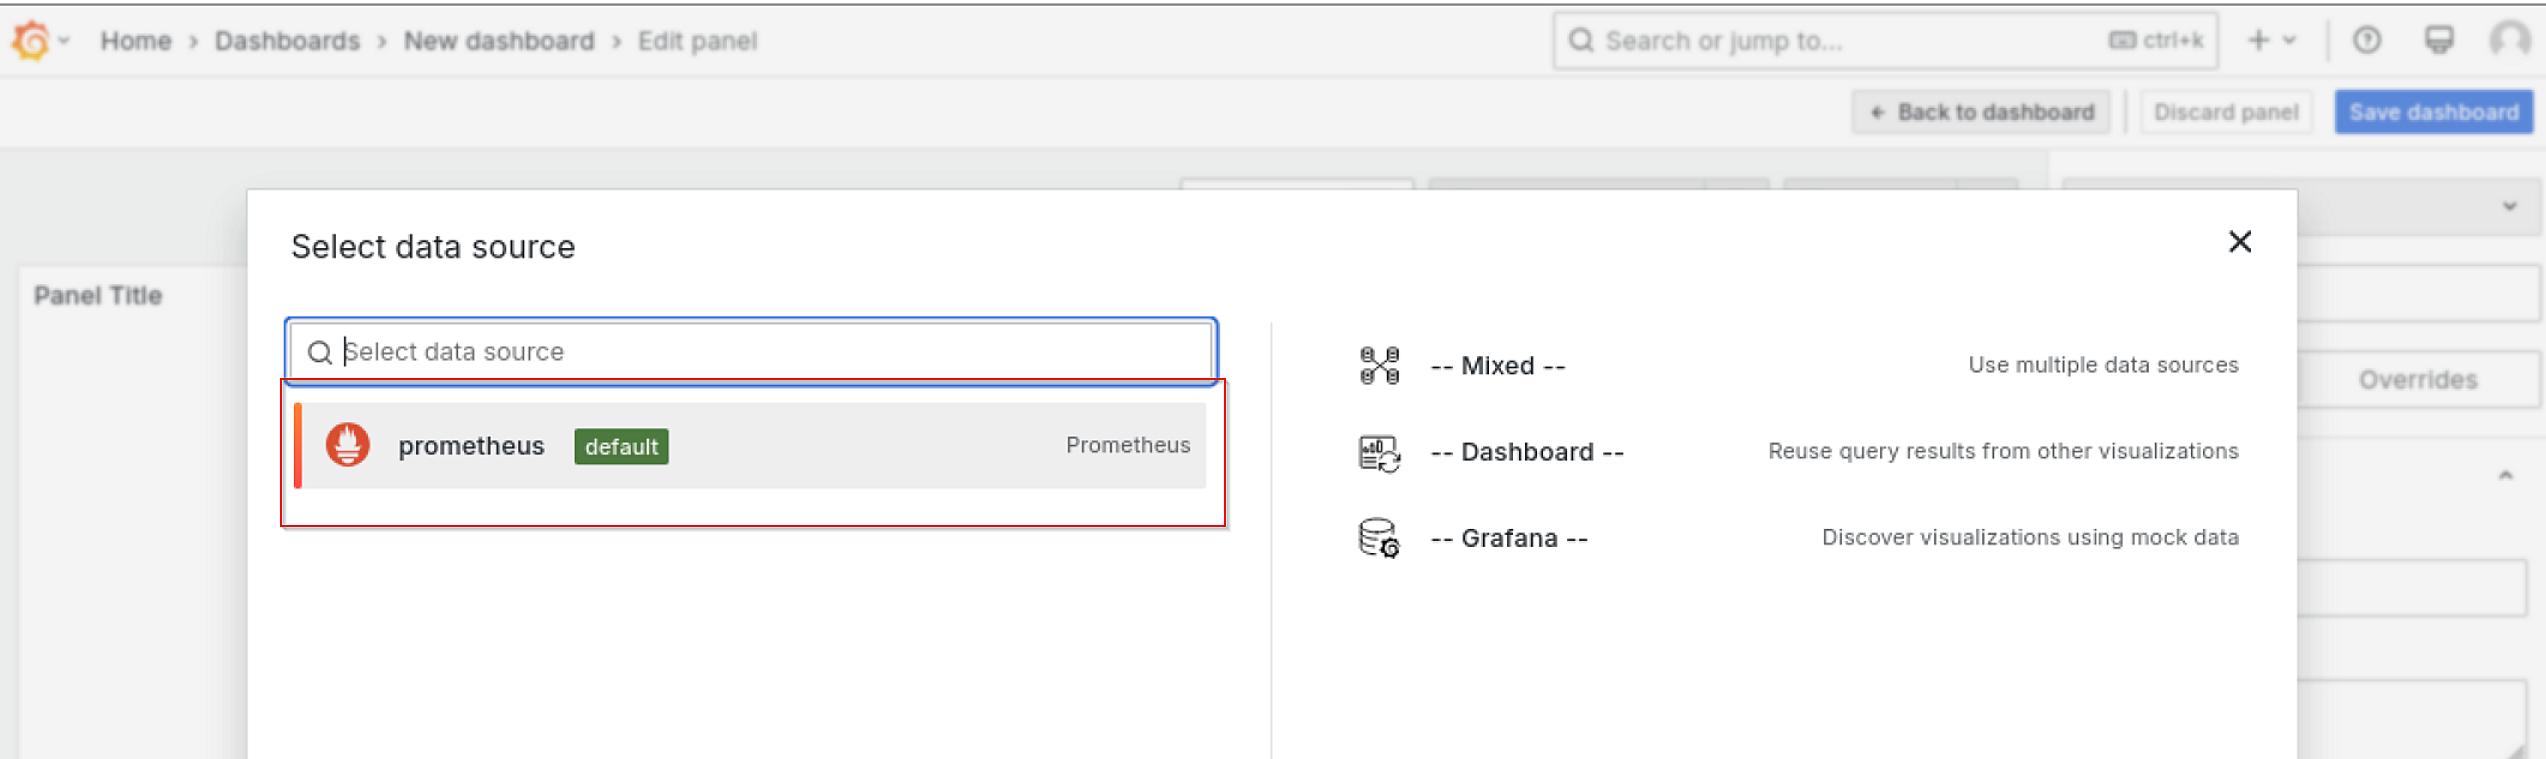 Home › Dashboards › New dashboard › Edit panel
Search or jump to...
ctrl+k
← Back to dashboard
Discard panel
Save dashboard
Panel Title
Select data source
Select data source
prometheus default Prometheus
-- Mixed -- Use multiple data sources
-- Dashboard -- Reuse query results from other visualizations
-- Grafana -- Discover visualizations using mock data
Overrides